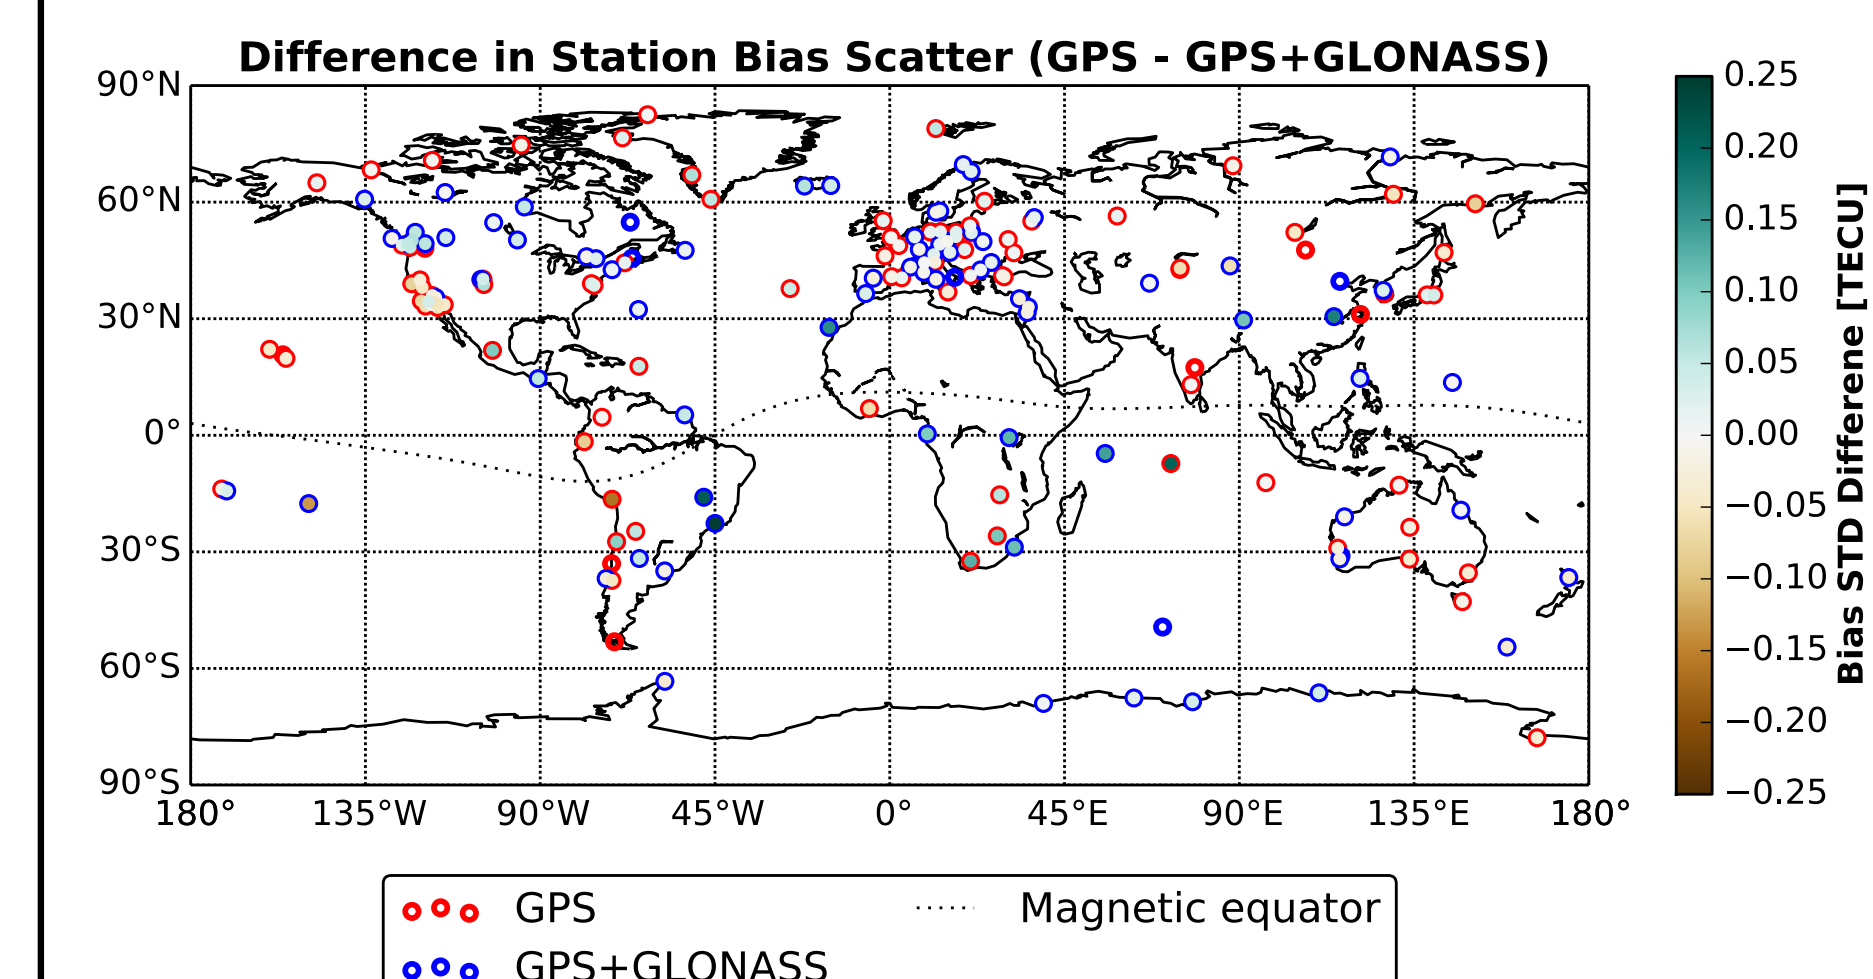 Difference in Station Bias Scatter (GPS - GPS+GLONASS)
90°N
60°N
30°N
0°
30°S
60°S
90°S
180°
135°W
90°W
45°W
0°
45°E
90°E
135°E
180°
0.25
0.20
0.15
0.10
0.05
0.00
−0.05
−0.10
−0.15
−0.20
−0.25
Bias STD Differene [TECU]
GPS
Magnetic equator
GPS+GLONASS